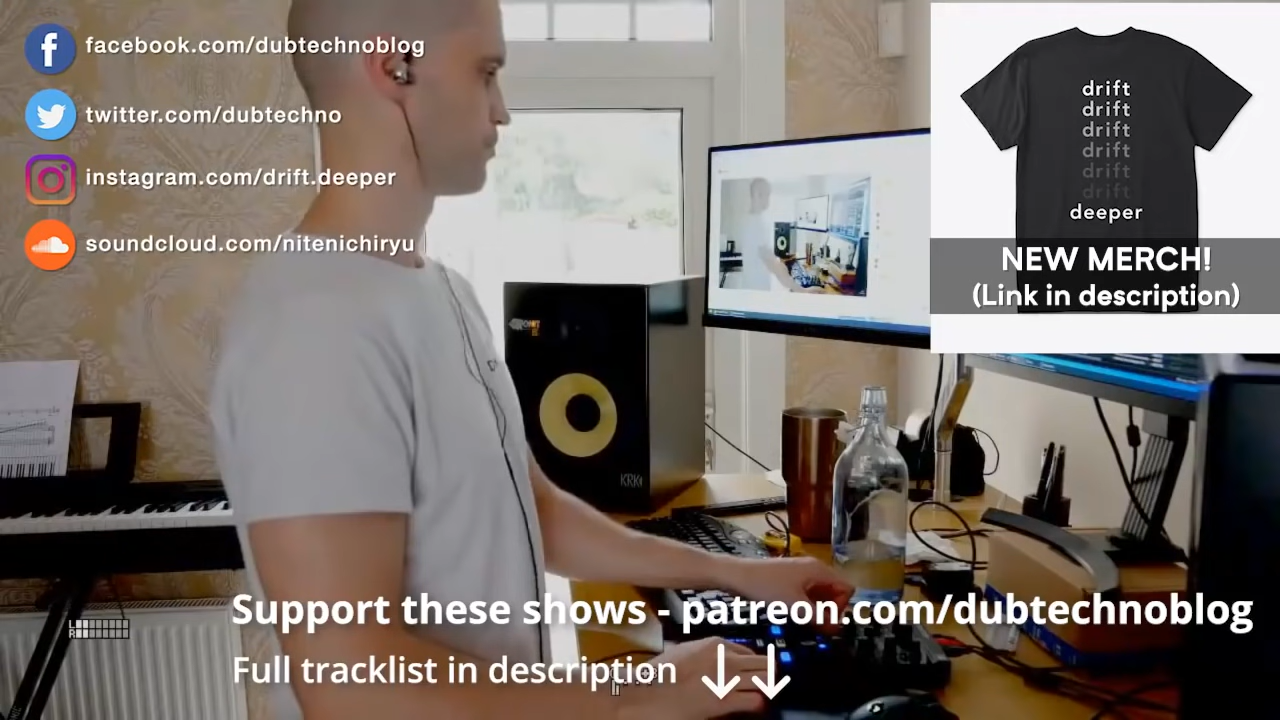 facebook.com/dubtechnoblog
twitter.com/dubtechno
instagram.com/drift.deeper
soundcloud.com/nitenichiryu
drift
drift
drift
drift
drift
drift
deeper
NEW MERCH!
(Link in description)
KRK
Support these shows - patreon.com/dubtechnoblog
Full tracklist in description